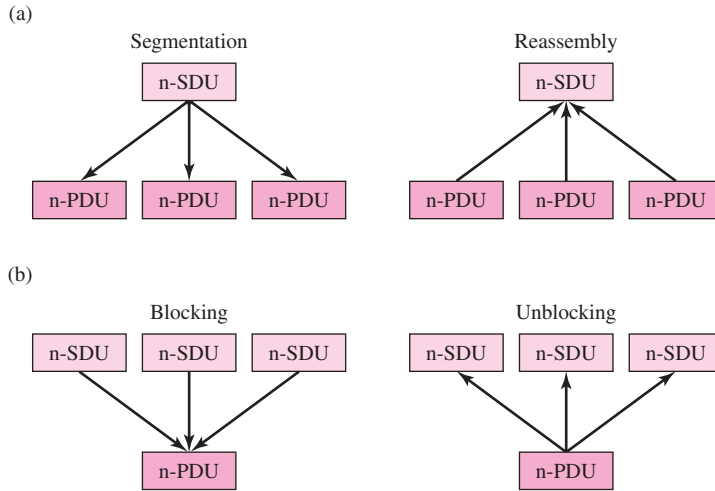 (a)
Segmentation
Reassembly
n-SDU
n-SDU
n-PDU n-PDU n-PDU
n-PDU n-PDU n-PDU
(b)
Blocking
Unblocking
n-SDU n-SDU n-SDU
n-SDU n-SDU n-SDU
n-PDU
n-PDU